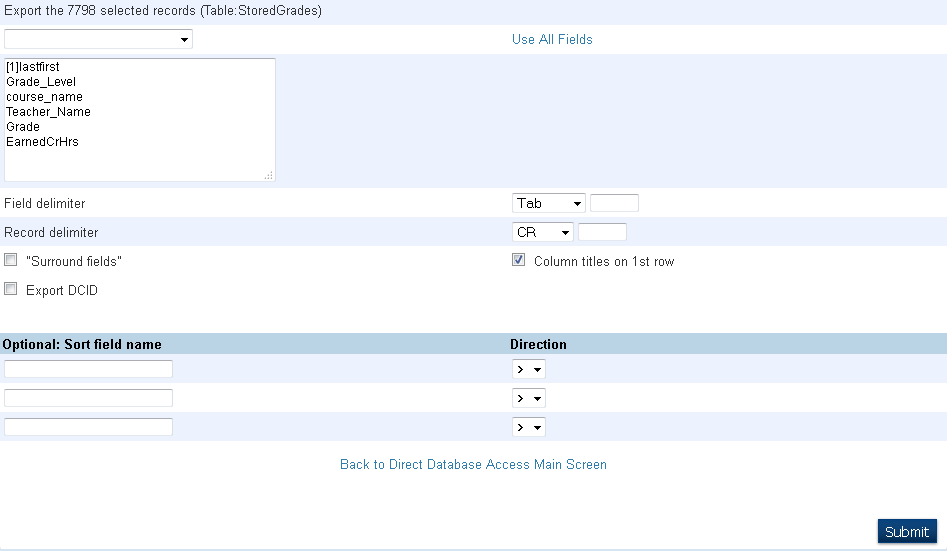 Export the 7798 selected records (Table:StoredGrades)
Use All Fields
[1]lastfirst
Grade_Level
course_name
Teacher_Name
Grade
EarnedCrHrs
Field delimiter Tab
Record delimiter CR
"Surround fields" Column titles on 1st row
Export DCID
Optional: Sort field name Direction
>
>
>
Back to Direct Database Access Main Screen
Submit